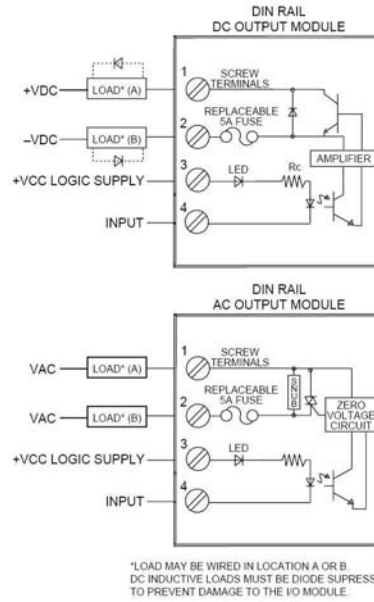 DIN RAIL
DC OUTPUT MODULE
1
SCREW
TERMINALS
+VDC
LOAD* (A)
REPLACEABLE
5A FUSE
–VDC
LOAD* (B)
2
AMPLIFIER
+VCC LOGIC SUPPLY
3
LED
Rc
INPUT
4
DIN RAIL
AC OUTPUT MODULE
1
SCREW
TERMINALS
VAC
LOAD* (A)
REPLACEABLE
5A FUSE
SNUB
ZERO
VOLTAGE
CIRCUIT
VAC
LOAD* (B)
2
+VCC LOGIC SUPPLY
3
LED
INPUT
4
*LOAD MAY BE WIRED IN LOCATION A OR B.
DC INDUCTIVE LOADS MUST BE DIODE SUPRESS
TO PREVENT DAMAGE TO THE I/O MODULE.